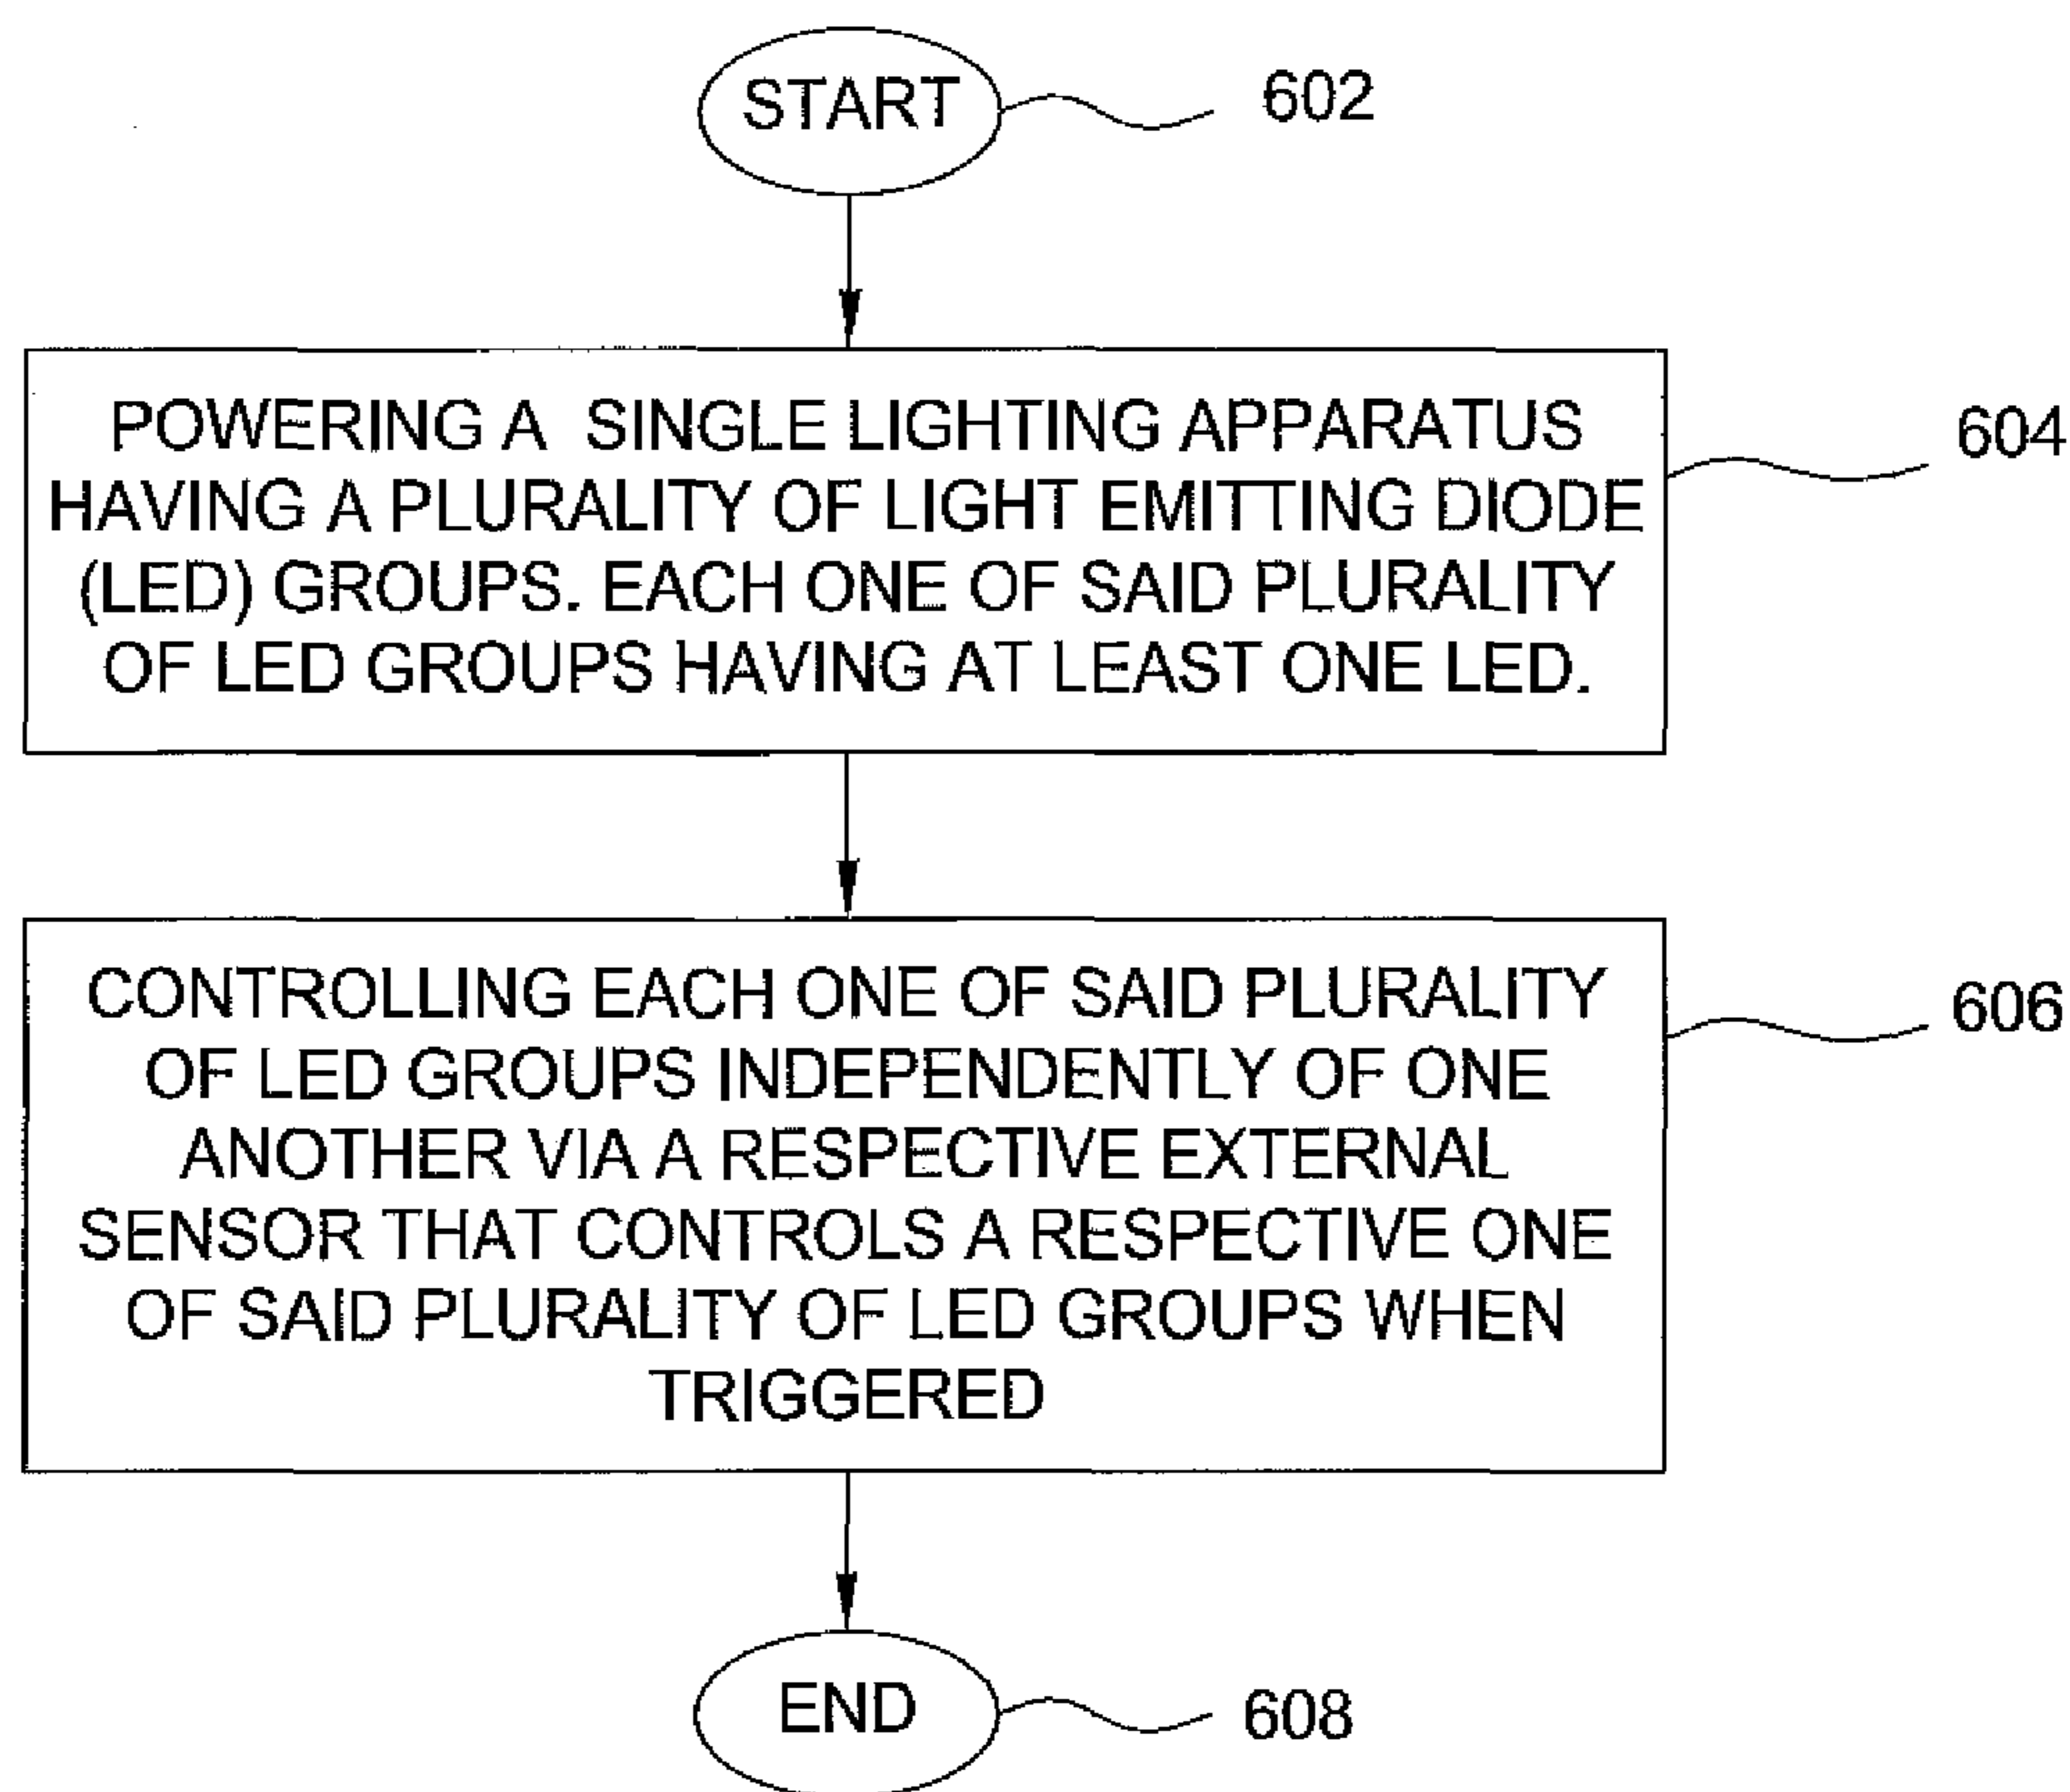 START
602
POWERING A SINGLE LIGHTING APPARATUS
HAVING A PLURALITY OF LIGHT EMITTING DIODE
(LED) GROUPS. EACH ONE OF SAID PLURALITY
OF LED GROUPS HAVING AT LEAST ONE LED.
604
CONTROLLING EACH ONE OF SAID PLURALITY
OF LED GROUPS INDEPENDENTLY OF ONE
ANOTHER VIA A RESPECTIVE EXTERNAL
SENSOR THAT CONTROLS A RESPECTIVE ONE
OF SAID PLURALITY OF LED GROUPS WHEN
TRIGGERED
606
END
608